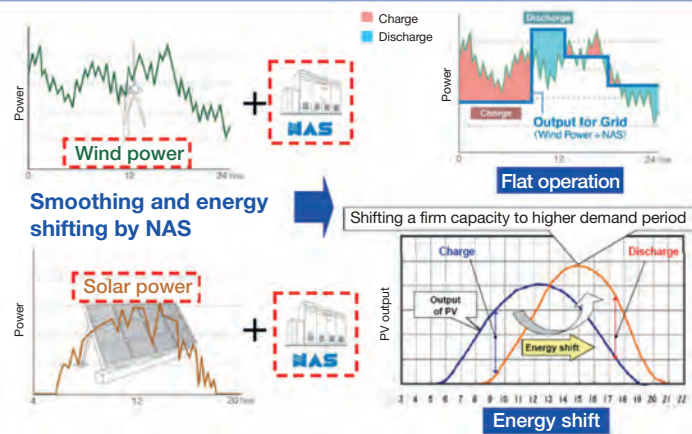 Power
0
12
24 Time
Wind power
+
NAS
Charge
Discharge
Power
Discharge
Charge
Output for Grid
(Wind Power + NAS)
0
12
24 Time
Flat operation
Smoothing and energy
shifting by NAS
Power
Solar power
4
12
20 Time
+
NAS
Shifting a firm capacity to higher demand period
PV output
Charge
Discharge
Output
of PV
Energy shift
3 4 5 6 7 8 9 10 11 12 13 14 15 16 17 18 19 20 21 22
Energy shift